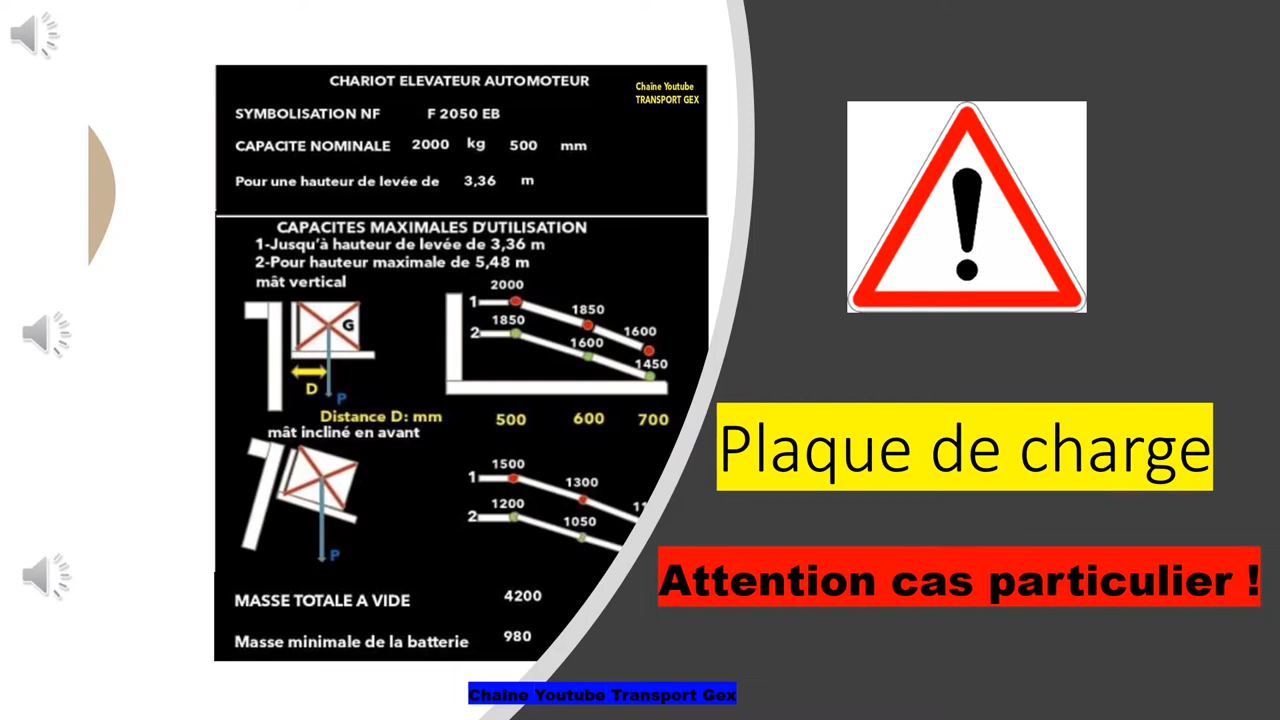 CHARIOT ELEVATEUR AUTOMOTEUR
Chaîne Youtube
TRANSPORT GEX
SYMBOLISATION NF F 2050 EB
CAPACITE NOMINALE 2000 kg 500 mm
Pour une hauteur de levée de 3,36 m
CAPACITES MAXIMALES D'UTILISATION
1-Jusqu'à hauteur de levée de 3,36 m
2-Pour hauteur maximale de 5,48 m
mât vertical
G
D
P
2000
1 1850
1850 1600
2 1600
1450
Distance D: mm 500 600 700
mât incliné en avant
P
1500
1 1300
1200
2 1050
MASSE TOTALE A VIDE 4200
Masse minimale de la batterie 980
Plaque de charge
Attention cas particulier !
Chaîne Youtube Transport Gex